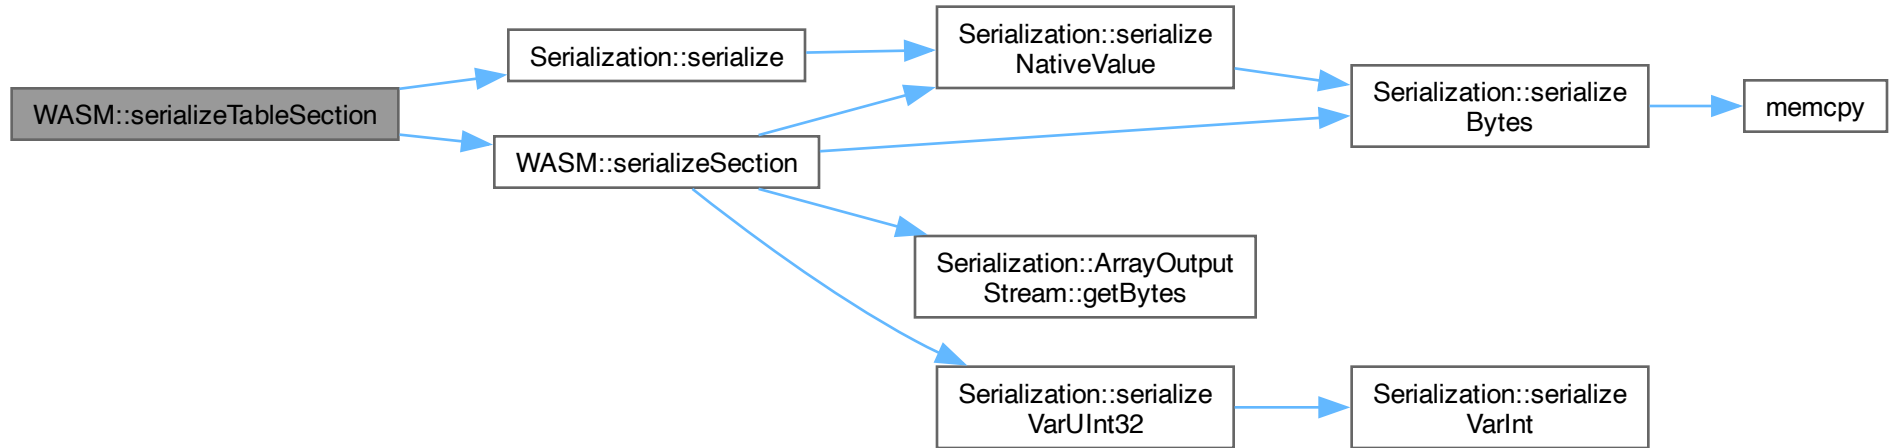 WASM::serializeTableSection
Serialization::serialize
WASM::serializeSection
Serialization::serialize
NativeValue
Serialization::ArrayOutput
Stream::getBytes
Serialization::serialize
VarUInt32
Serialization::serialize
Bytes
Serialization::serialize
VarInt
memcpy